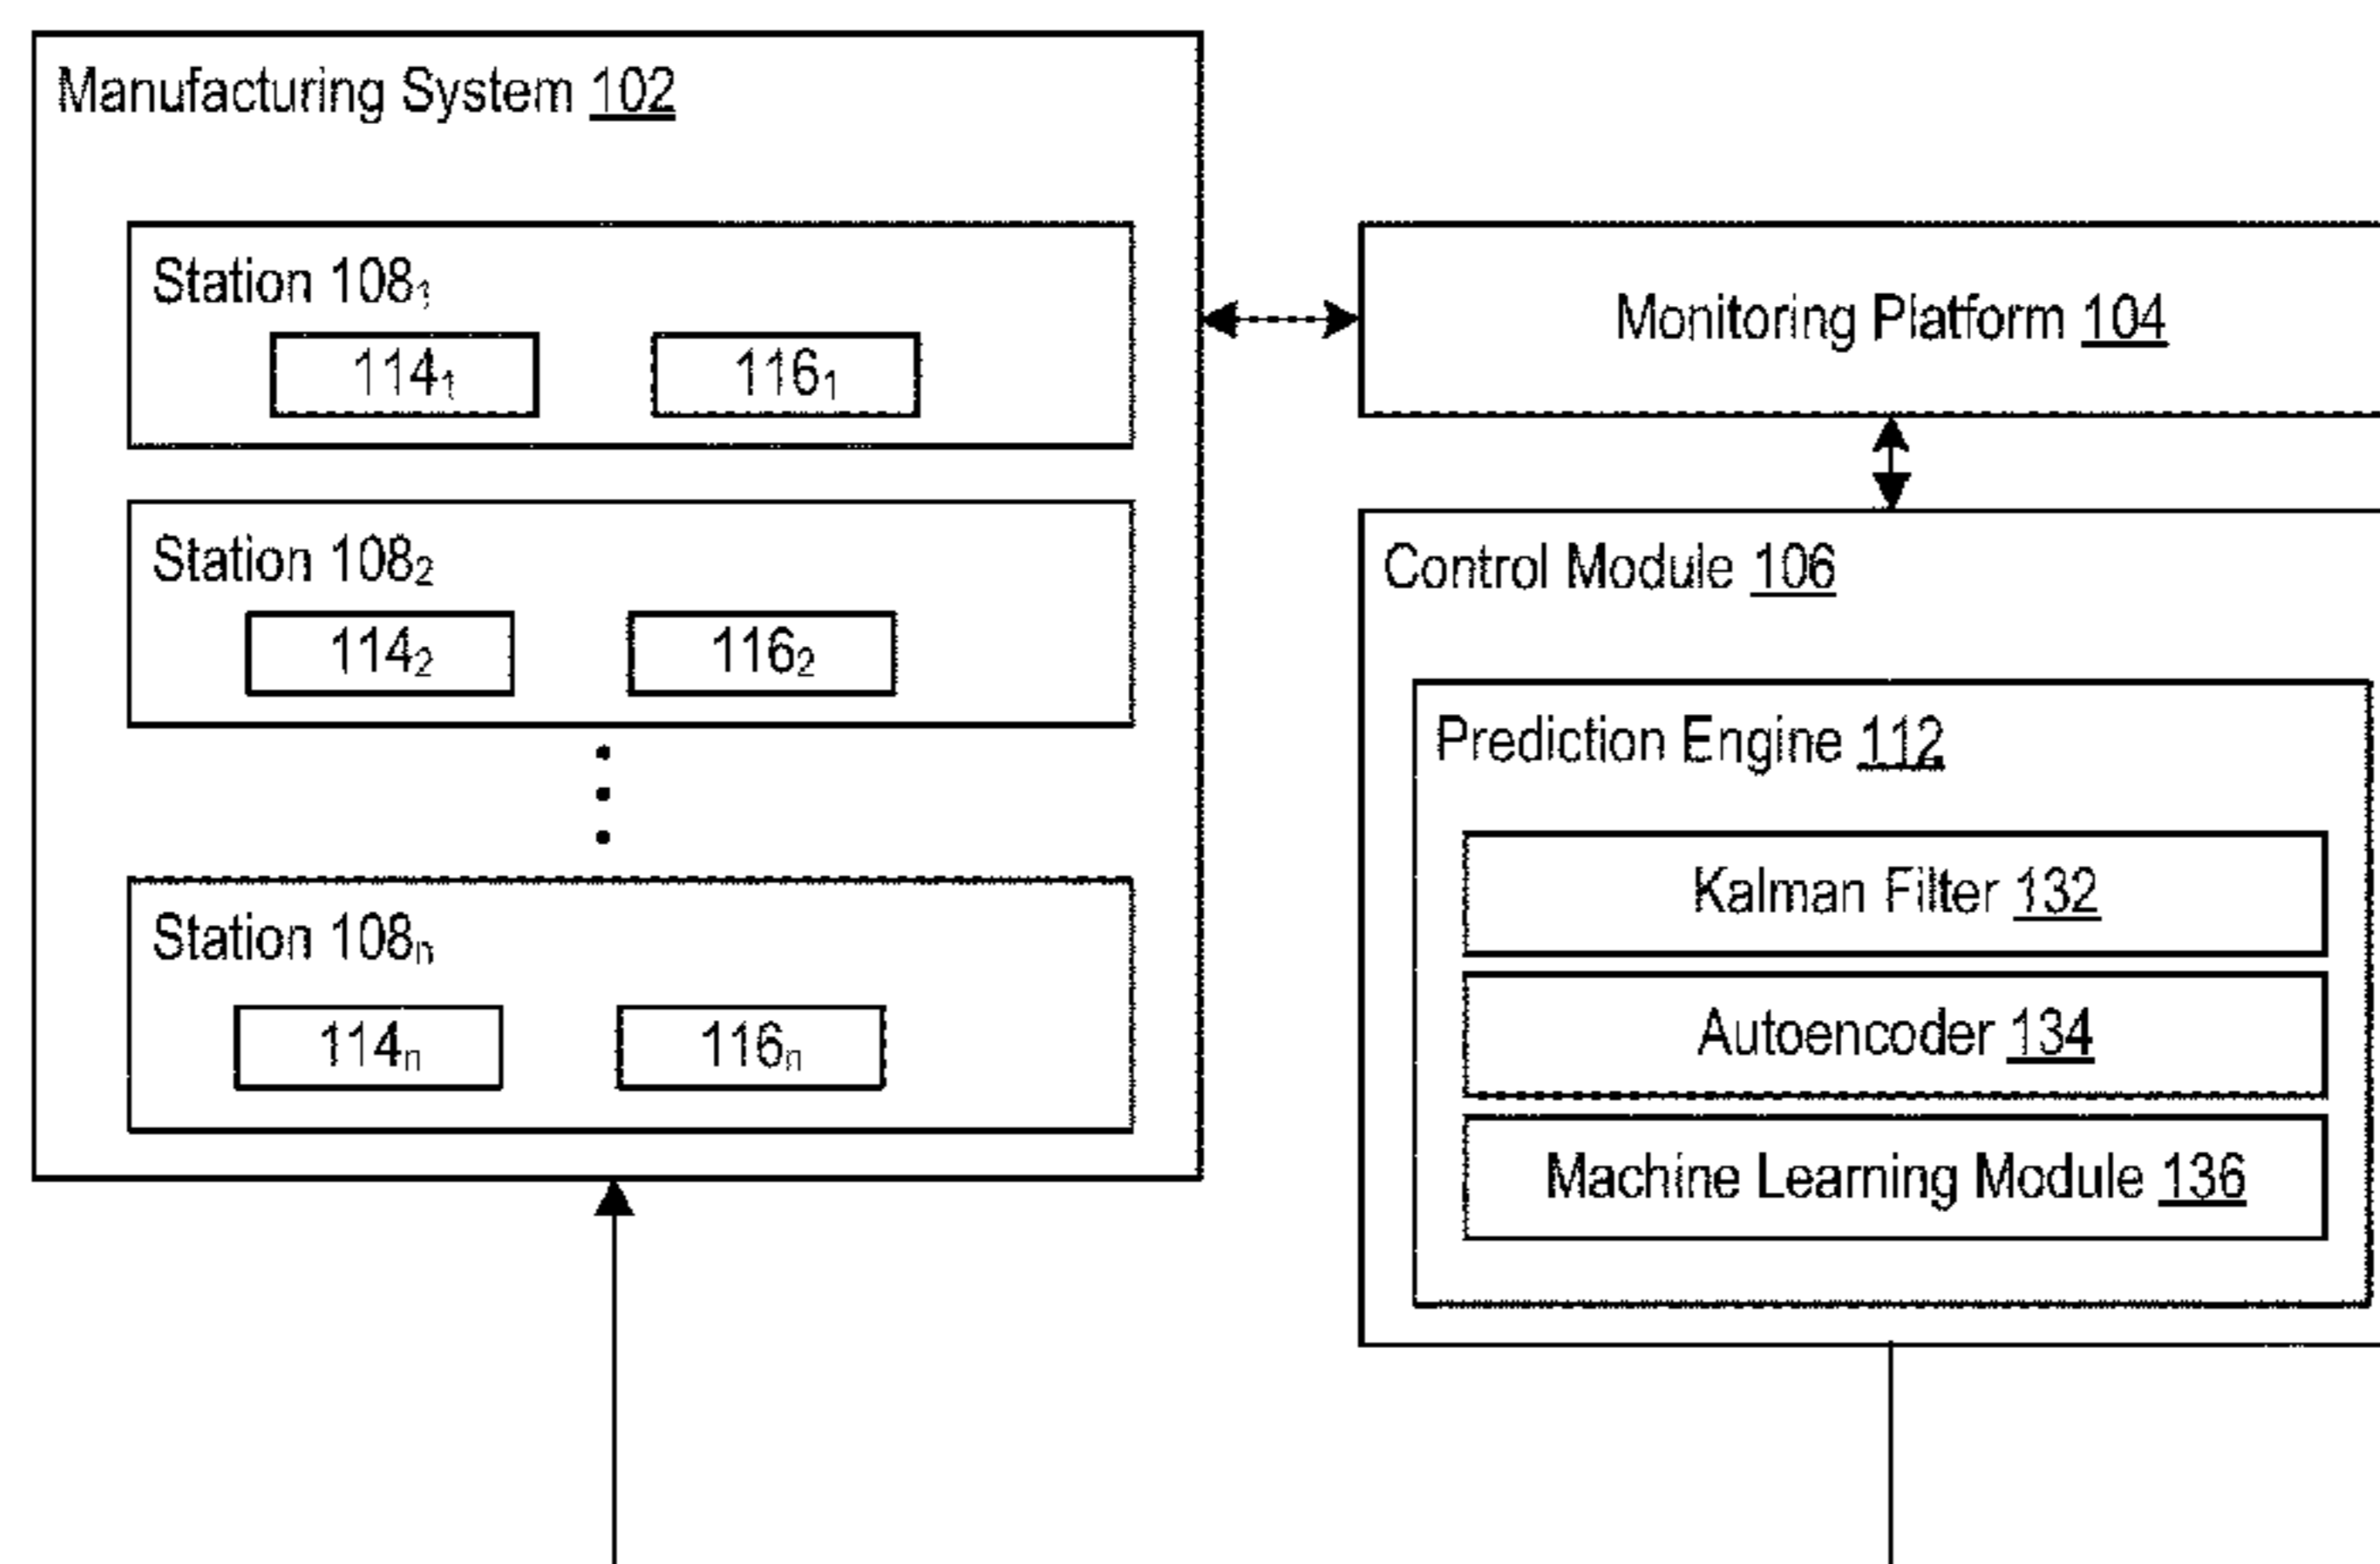 Manufacturing System 102
Station 108₁
114₁ 116₁
Station 108₂
114₂ 116₂
Station 108ₙ
114ₙ 116ₙ
Monitoring Platform 104
Control Module 106
Prediction Engine 112
Kalman Filter 132
Autoencoder 134
Machine Learning Module 136